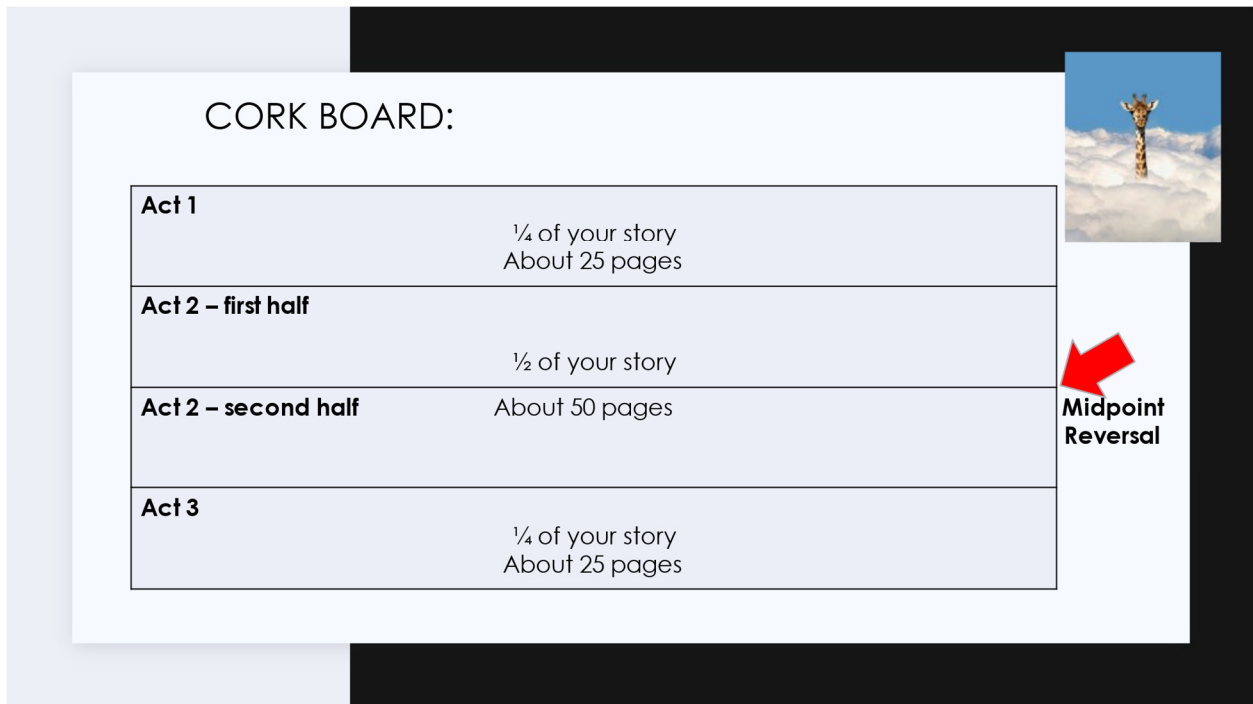 CORK BOARD:
Act 1
¼ of your story
About 25 pages
Act 2 – first half
½ of your story
Act 2 – second half
About 50 pages
Midpoint
Reversal
Act 3
¼ of your story
About 25 pages